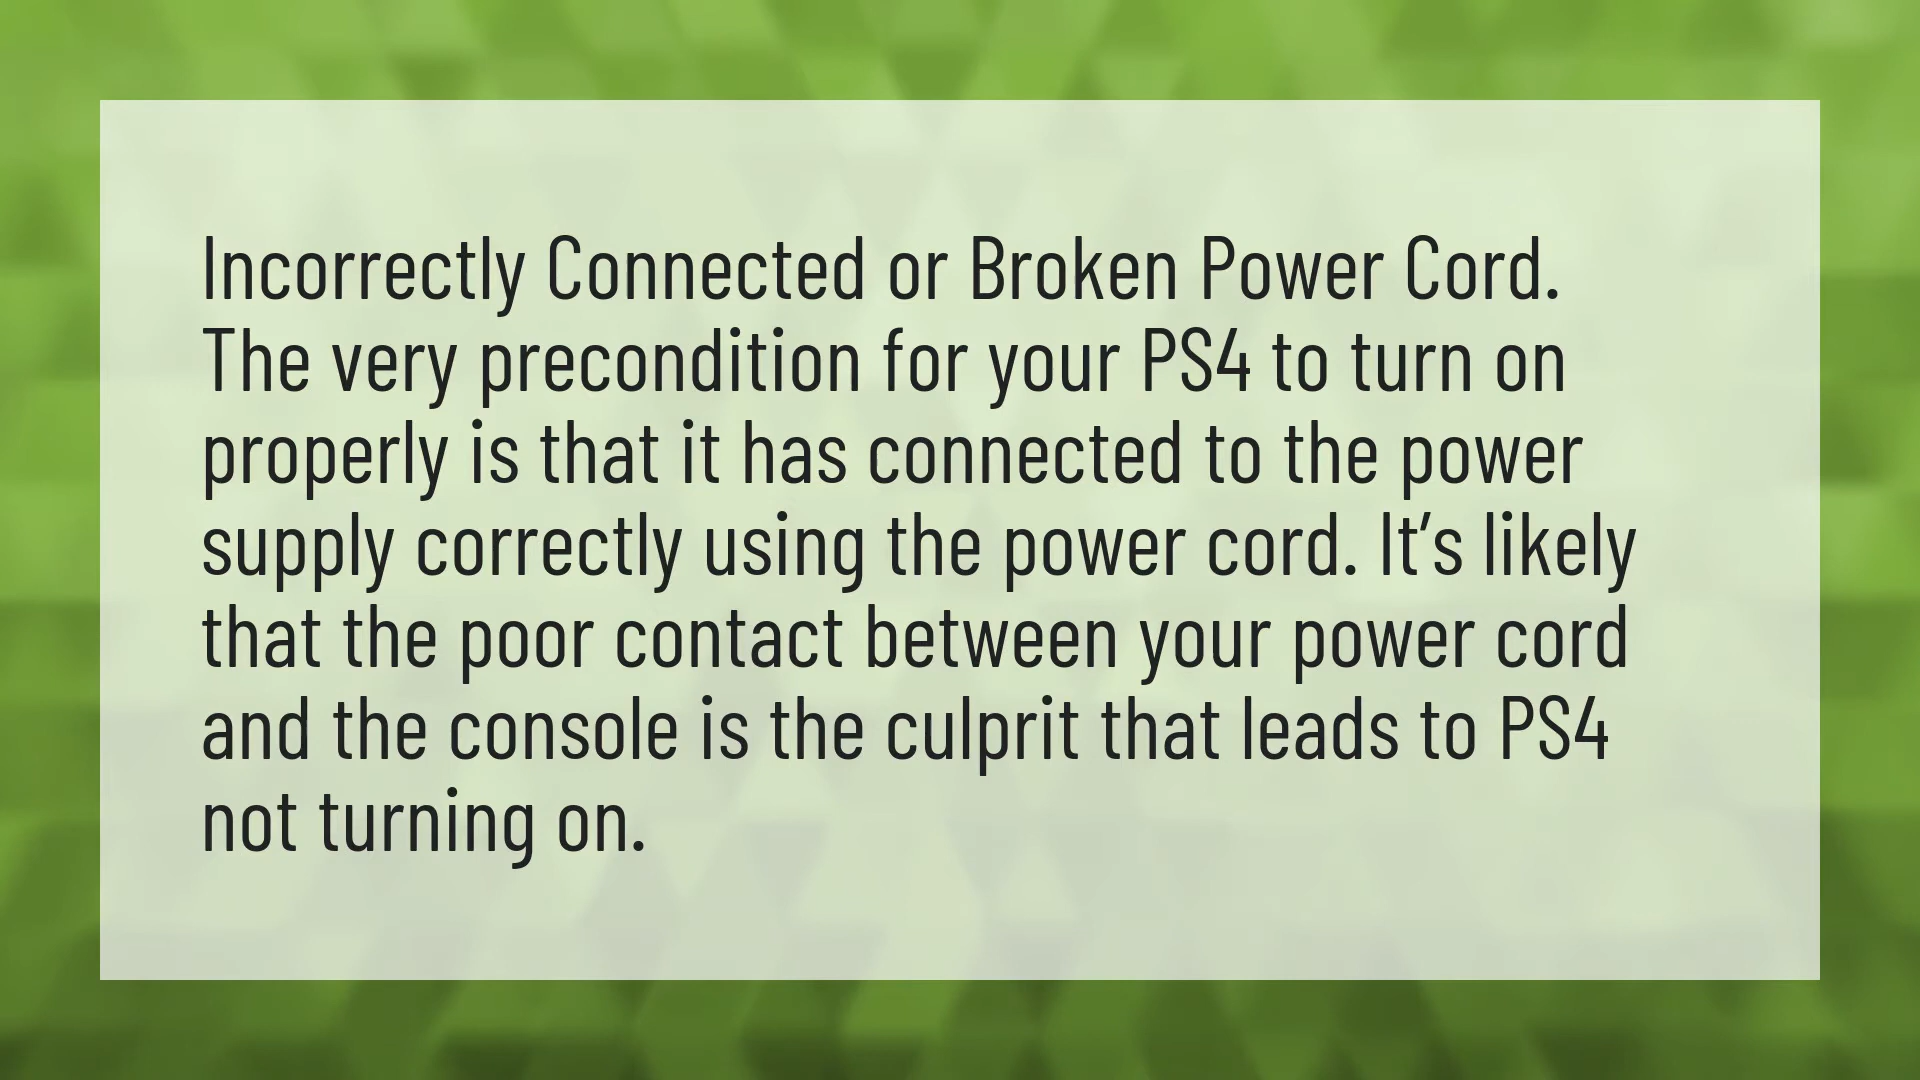 Incorrectly Connected or Broken Power Cord.
The very precondition for your PS4 to turn on
properly is that it has connected to the power
supply correctly using the power cord. It’s likely
that the poor contact between your power cord
and the console is the culprit that leads to PS4
not turning on.